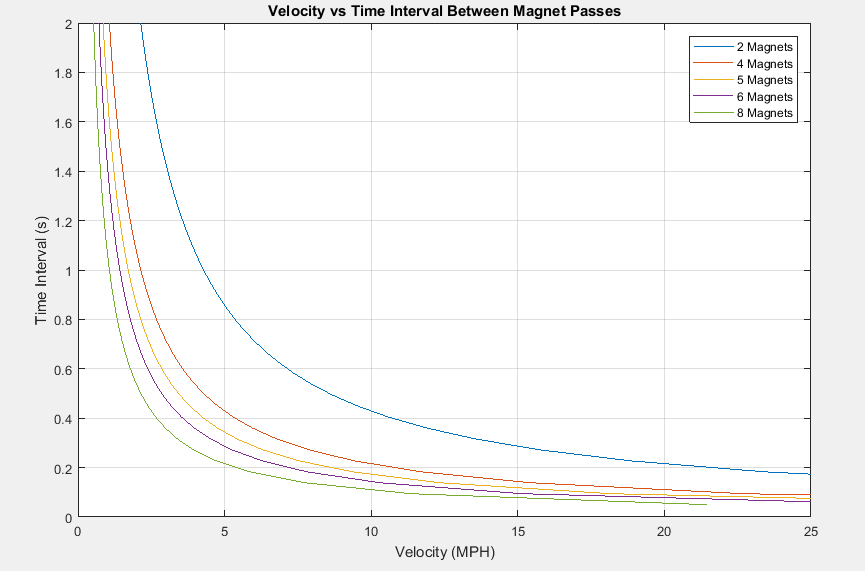 Velocity vs Time Interval Between Magnet Passes
2 Magnets
4 Magnets
5 Magnets
6 Magnets
8 Magnets
2
1.8
1.6
1.4
1.2
1
0.8
0.6
0.4
0.2
0
Time Interval (s)
0 5 10 15 20 25
Velocity (MPH)